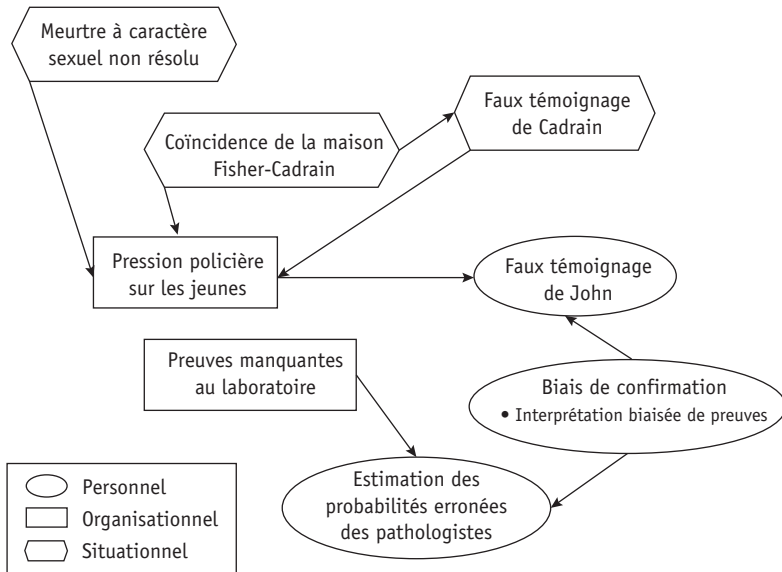 Meurtre à caractère
sexuel non résolu
Coïncidence de la maison
Fisher-Cadrain
Faux témoignage
de Cadrain
Pression policière
sur les jeunes
Faux témoignage
de John
Preuves manquantes
au laboratoire
Biais de confirmation
• Interprétation biaisée de preuves
Estimation des
probabilités erronées
des pathologistes
Personnel
Organisationnel
Situationnel